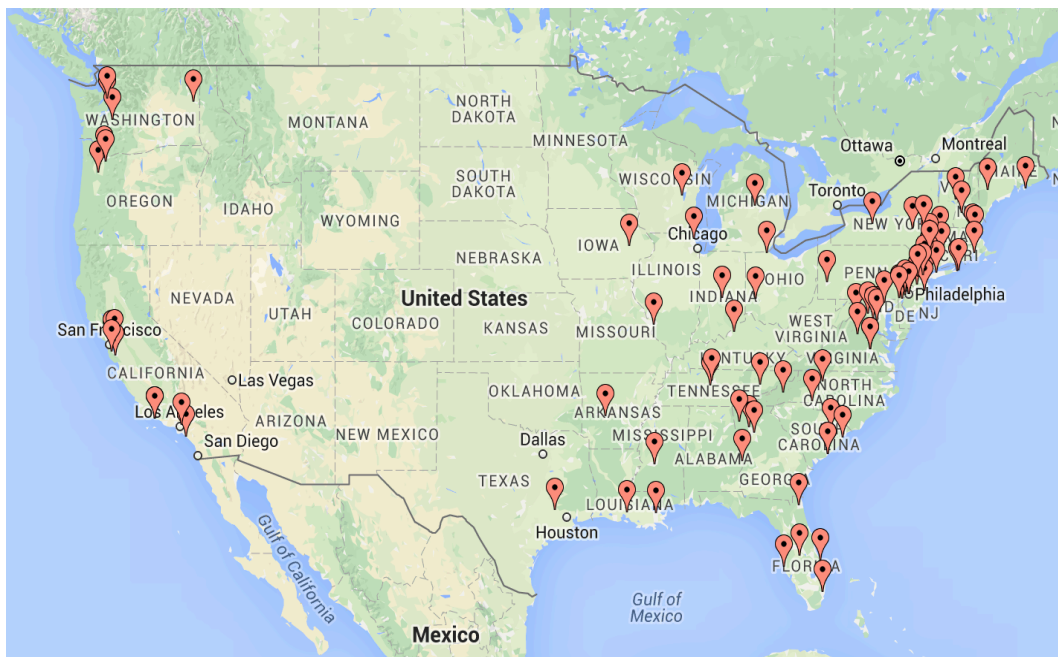 Ottawa
Montreal
WASHINGTON
MONTANA
NORTH
DAKOTA
MINNESOTA
WISCONSIN
MICHIGAN
Toronto
MAINE
NEW YORK
OREGON
IDAHO
SOUTH
DAKOTA
WYOMING
IOWA
Chicago
NEBRASKA
ILLINOIS
INDIANA
OHIO
PENN
Philadelphia
NEVADA
UTAH
COLORADO
United States
KANSAS
MISSOURI
WEST
VIRGINIA
DE
NJ
San Francisco
CALIFORNIA
Las Vegas
KENTUCKY
VIRGINIA
Los Angeles
ARIZONA
NEW MEXICO
OKLAHOMA
ARKANSAS
TENNESSEE
NORTH
CAROLINA
San Diego
Dallas
MISSISSIPPI
ALABAMA
SOUTH
CAROLINA
TEXAS
LOUISIANA
GEORGIA
Houston
FLORIDA
Gulf of California
Gulf of
Mexico
Mexico